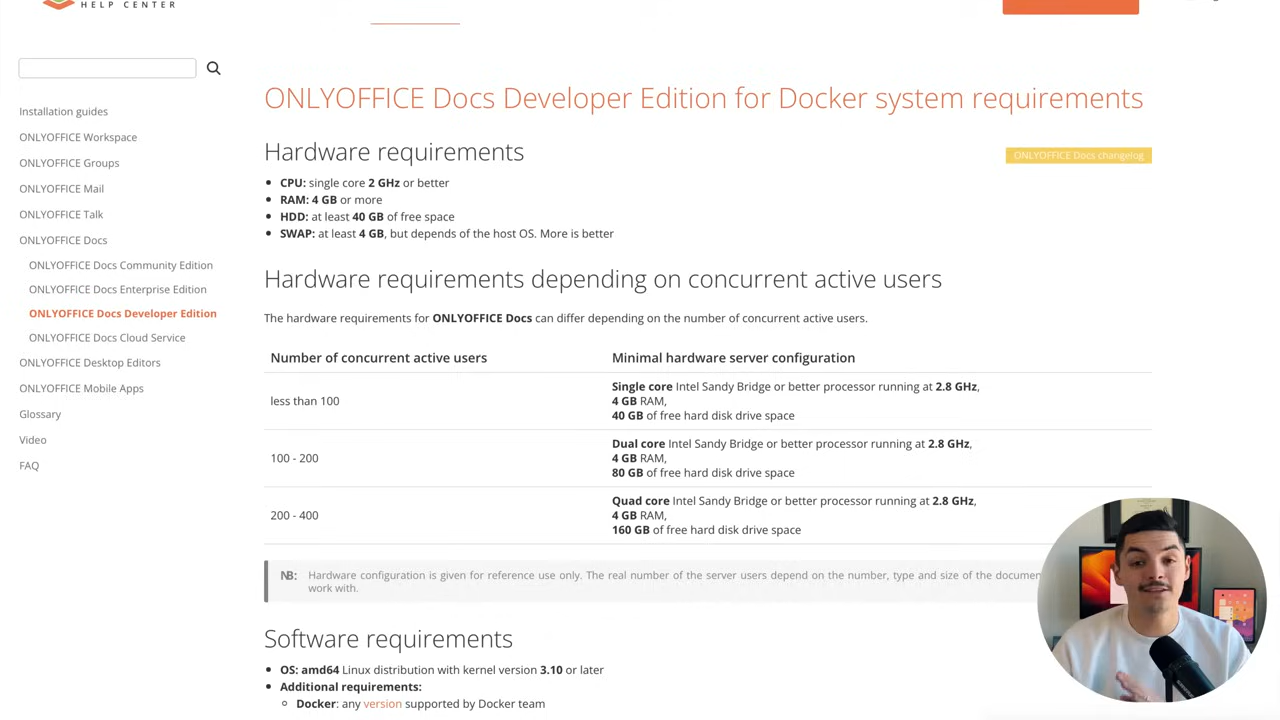 HELP CENTER
Installation guides
ONLYOFFICE Workspace
ONLYOFFICE Groups
ONLYOFFICE Mail
ONLYOFFICE Talk
ONLYOFFICE Docs
ONLYOFFICE Docs Community Edition
ONLYOFFICE Docs Enterprise Edition
ONLYOFFICE Docs Developer Edition
ONLYOFFICE Docs Cloud Service
ONLYOFFICE Desktop Editors
ONLYOFFICE Mobile Apps
Glossary
Video
FAQ
ONLYOFFICE Docs Developer Edition for Docker system requirements
Hardware requirements
ONLYOFFICE Docs changelog
CPU: single core 2 GHz or better
RAM: 4 GB or more
HDD: at least 40 GB of free space
SWAP: at least 4 GB, but depends of the host OS. More is better
Hardware requirements depending on concurrent active users
The hardware requirements for ONLYOFFICE Docs can differ depending on the number of concurrent active users.
Number of concurrent active users Minimal hardware server configuration
less than 100
Single core Intel Sandy Bridge or better processor running at 2.8 GHz,
4 GB RAM,
40 GB of free hard disk drive space
100 - 200
Dual core Intel Sandy Bridge or better processor running at 2.8 GHz,
4 GB RAM,
80 GB of free hard disk drive space
200 - 400
Quad core Intel Sandy Bridge or better processor running at 2.8 GHz,
4 GB RAM,
160 GB of free hard disk drive space
NB: Hardware configuration is given for reference use only. The real number of the server users depend on the number, type and size of the
work with.
Software requirements
OS: amd64 Linux distribution with kernel version 3.10 or later
Additional requirements:
Docker: any version supported by Docker team